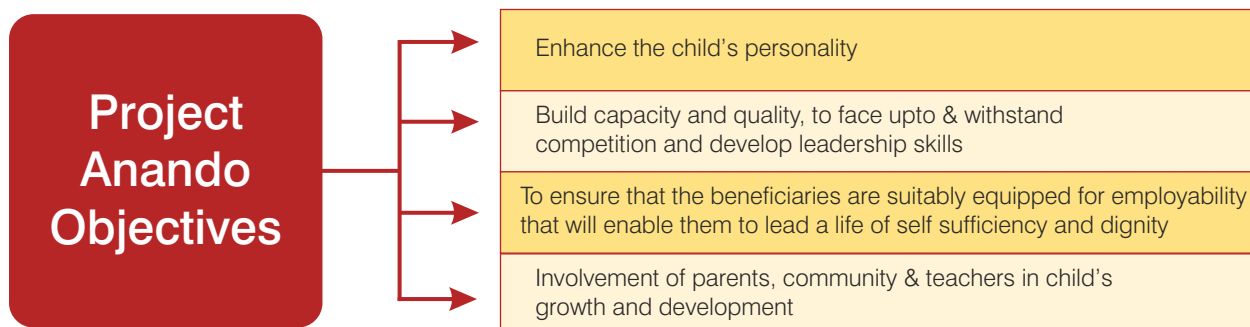 Project
Anando
Objectives
Enhance the child's personality
Build capacity and quality, to face upto & withstand
competition and develop leadership skills
To ensure that the beneficiaries are suitably equipped for employability
that will enable them to lead a life of self sufficiency and dignity
Involvement of parents, community & teachers in child's
growth and development